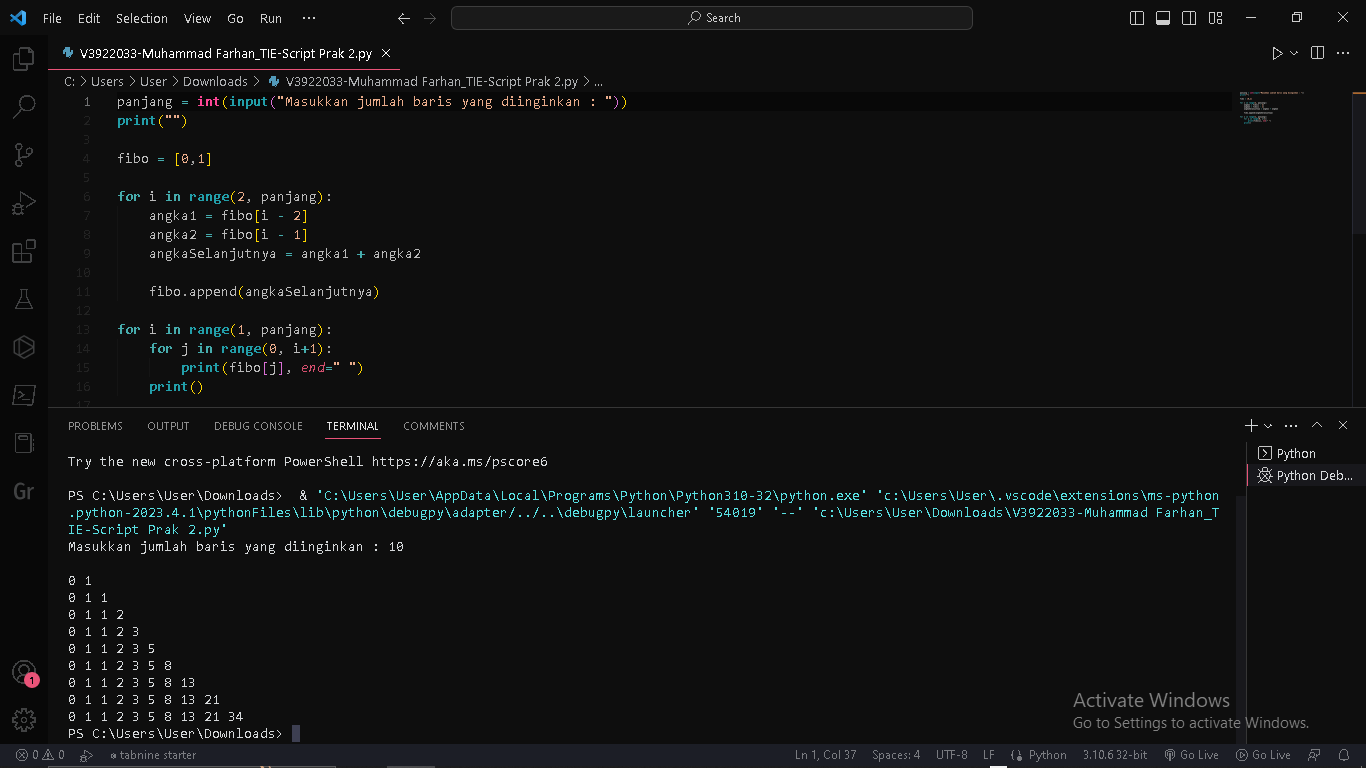 File Edit Selection View Go Run ··· Search
V3922033-Muhammad Farhan_TIE-Script Prak 2.py
C: > Users > User > Downloads > V3922033-Muhammad Farhan_TIE-Script Prak 2.py > ...
1 panjang = int(input("Masukkan jumlah baris yang diinginkan : "))
2 print("")
3
4 fibo = [0,1]
5
6 for i in range(2, panjang):
7     angka1 = fibo[i - 2]
8     angka2 = fibo[i - 1]
9     angkaSelanjutnya = angka1 + angka2
10
11     fibo.append(angkaSelanjutnya)
12
13 for i in range(1, panjang):
14     for j in range(0, i+1):
15         print(fibo[j], end=" ")
16     print()
17
PROBLEMS OUTPUT DEBUG CONSOLE TERMINAL COMMENTS
Try the new cross-platform PowerShell https://aka.ms/pscore6
PS C:\Users\User\Downloads>  & 'C:\Users\User\AppData\Local\Programs\Python\Python310-32\python.exe' 'c:\Users\User\.vscode\extensions\ms-python
.python-2023.4.1\pythonFiles\lib\python\debugpy\adapter/../..\debugpy\launcher' '54019' '--' 'c:\Users\User\Downloads\V3922033-Muhammad Farhan_T
IE-Script Prak 2.py'
Masukkan jumlah baris yang diinginkan : 10
0 1
0 1 1
0 1 1 2
0 1 1 2 3
0 1 1 2 3 5
0 1 1 2 3 5 8
0 1 1 2 3 5 8 13
0 1 1 2 3 5 8 13 21
0 1 1 2 3 5 8 13 21 34
PS C:\Users\User\Downloads>
Python
Python Deb...
Gr
1
Activate Windows
Go to Settings to activate Windows.
0 0 tabnine starter Ln 1, Col 37 Spaces: 4 UTF-8 LF Python 3.10.6 32-bit Go Live Go Live